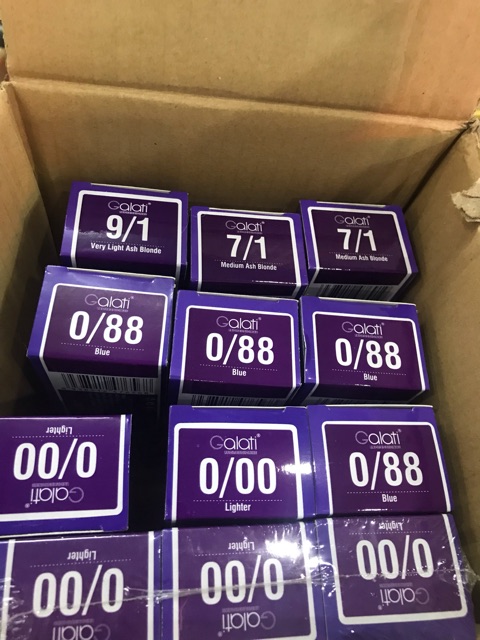 Galati
9/1
Very Light Ash Blonde
Galati
7/1
Medium Ash Blonde
Galati
7/1
Medium Ash Blonde
Galati
0/88
Blue
Galati
0/88
Blue
Galati
0/88
Blue
Galati
0/00
Lighter
Galati
0/00
Lighter
Galati
0/88
Blue
Galati
0/00
Lighter
Galati
0/00
Lighter
0/00
Lighter